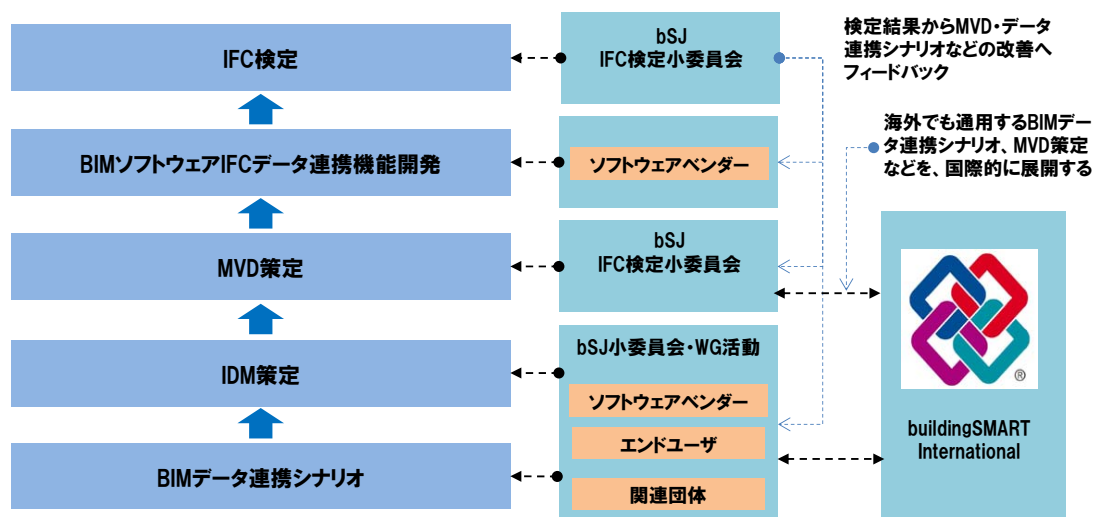 IFC検定
BIMソフトウェアIFCデータ連携機能開発
MVD策定
IDM策定
BIMデータ連携シナリオ
bSJ
IFC検定小委員会
ソフトウェアベンダー
bSJ
IFC検定小委員会
bSJ小委員会・WG活動
ソフトウェアベンダー
エンドユーザ
関連団体
検定結果からMVD・データ
連携シナリオなどの改善へ
フィードバック
海外でも通用するBIMデー
タ連携シナリオ、MVD策定
などを、国際的に展開する
®
buildingSMART
International